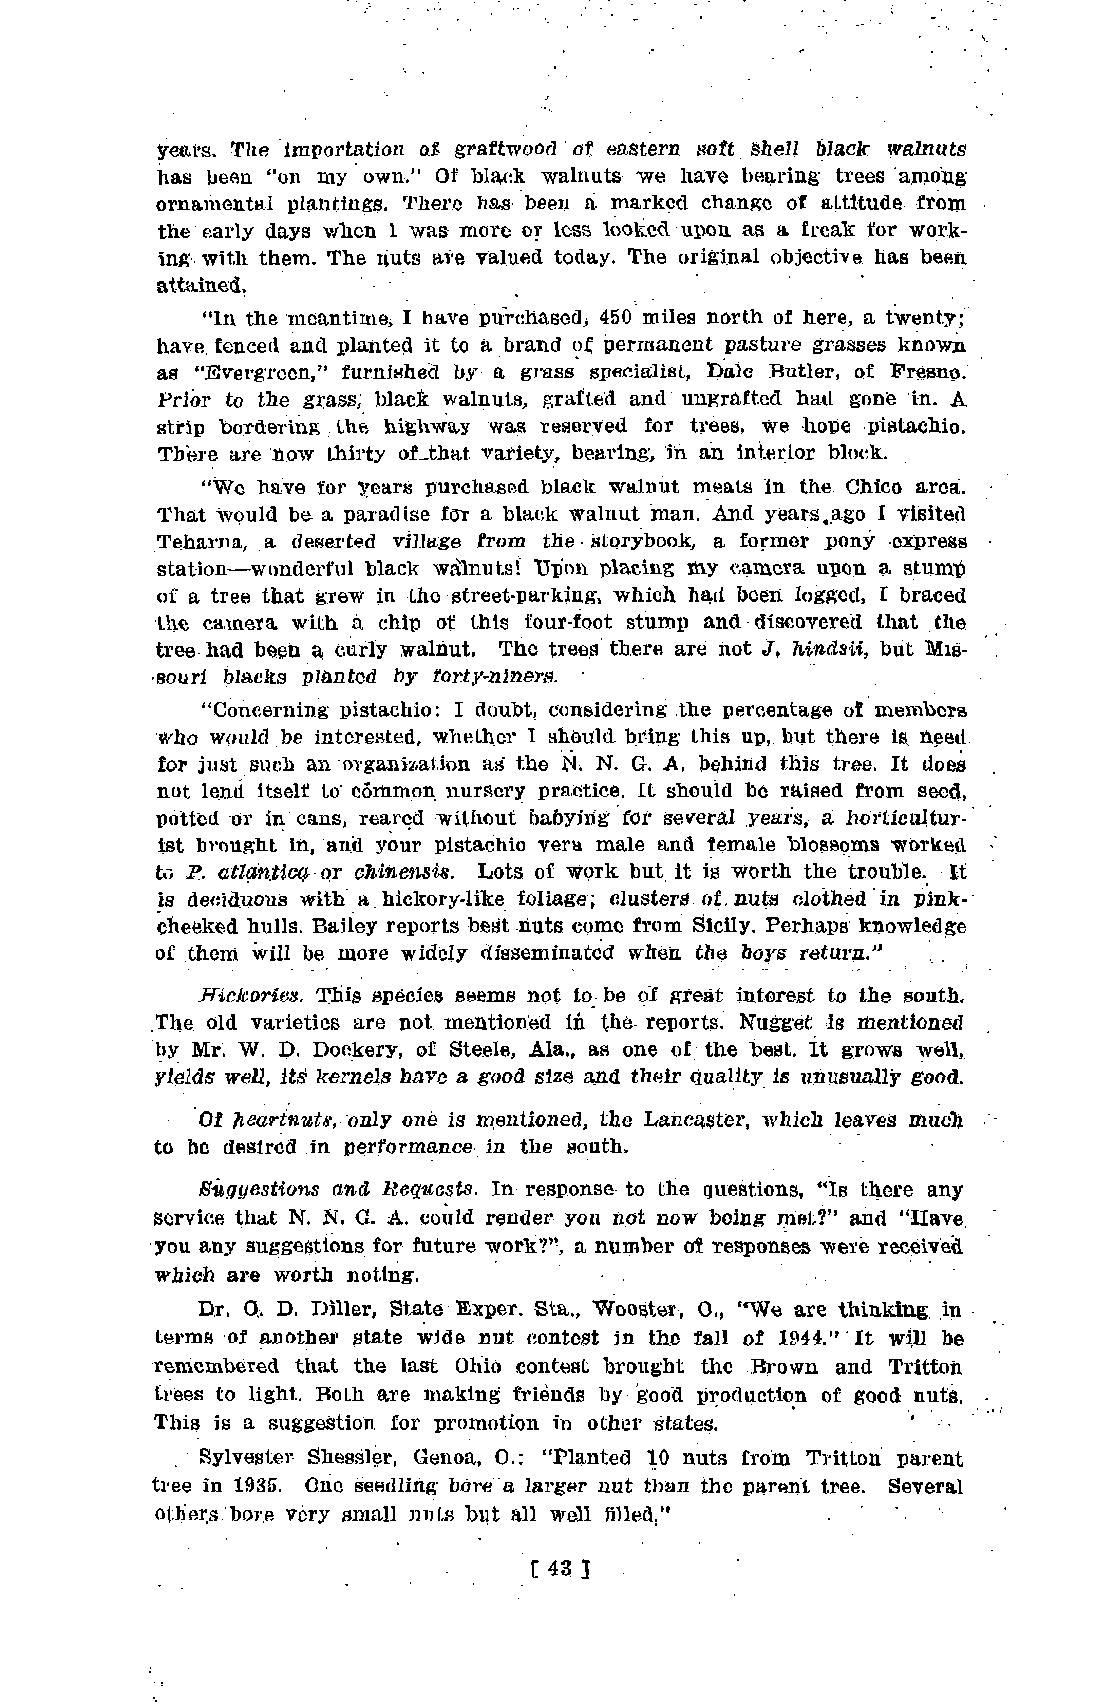 years. The importation of graftwood of eastern soft shell black walnuts
has been "on my own." Of black walnuts we have bearing trees among
ornamental plantings. There has been a marked change of attitude from
the early days when I was more or less looked upon as a freak for work-
ing with them. The nuts are valued today. The original objective has been
attained.
"In the meantime, I have purchased, 450 miles north of here, a twenty;
have fenced and planted it to a brand of permanent pasture grasses known
as "Evergreen," furnished by a grass specialist, Dale Butler, of Fresno.
Prior to the grass, black walnuts, grafted and ungrafted had gone in. A
strip bordering the highway was reserved for trees, we hope pistachio.
There are now thirty of that variety, bearing, in an interior block.
"We have for years purchased black walnut meats in the Chico area.
That would be a paradise for a black walnut man. And years ago I visited
Tehama, a deserted village from the storybook, a former pony express
station—wonderful black walnuts! Upon placing my camera upon a stump
of a tree that grew in the street-parking, which had been logged, I braced
the camera with a chip of this four-foot stump and discovered that the
tree had been a curly walnut. The trees there are not J. hindsii, but Mis-
souri blacks planted by forty-niners.
"Concerning pistachio: I doubt, considering the percentage of members
who would be interested, whether I should bring this up, but there is need
for just such an organization as the N. N. G. A. behind this tree. It does
not lend itself to common nursery practice. It should be raised from seed,
potted or in cans, reared without babying for several years, a horticultur-
ist brought in, and your pistachio vera male and female blossoms worked
to P. atlantica or chinensis. Lots of work but it is worth the trouble. It
is deciduous with a hickory-like foliage; clusters of nuts clothed in pink-
cheeked hulls. Bailey reports best nuts come from Sicily. Perhaps knowledge
of them will be more widely disseminated when the boys return."
Hickories. This species seems not to be of great interest to the south.
The old varieties are not mentioned in the reports. Nugget is mentioned
by Mr. W. D. Dockery, of Steele, Ala., as one of the best. It grows well,
yields well, its kernels have a good size and their quality is unusually good.
Of heartnuts, only one is mentioned, the Lancaster, which leaves much
to be desired in performance in the south.
Suggestions and Requests. In response to the questions, "Is there any
service that N. N. G. A. could render you not now being met?" and "Have
you any suggestions for future work?", a number of responses were received
which are worth noting.
Dr. O. D. Diller, State Exper. Sta., Wooster, O., "We are thinking in
terms of another state wide nut contest in the fall of 1944." It will be
remembered that the last Ohio contest brought the Brown and Tritton
trees to light. Both are making friends by good production of good nuts.
This is a suggestion for promotion in other states.
Sylvester Shessler, Genoa, O.: "Planted 10 nuts from Tritton parent
tree in 1935. One seedling bore a larger nut than the parent tree. Several
others bore very small nuts but all well filled."
[ 43 ]